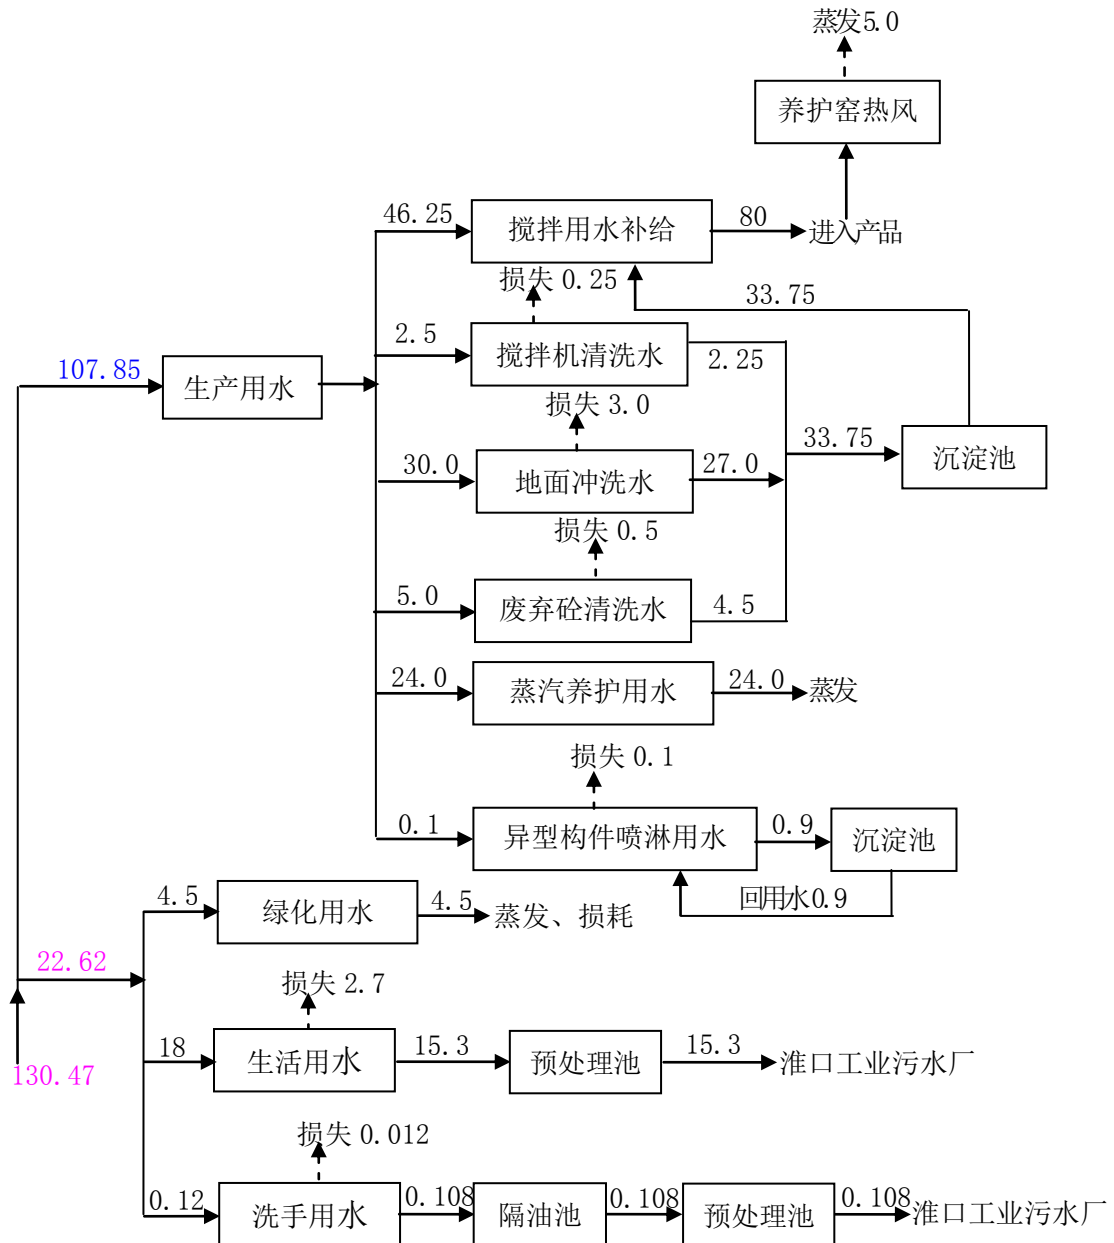 蒸发5.0
养护窑热风
46.25
搅拌用水补给
80
进入产品
损失 0.25
33.75
2.5
搅拌机清洗水
2.25
107.85
生产用水
损失 3.0
33.75
沉淀池
30.0
地面冲洗水
27.0
损失 0.5
5.0
废弃砼清洗水
4.5
24.0
蒸汽养护用水
24.0
蒸发
损失 0.1
0.1
异型构件喷淋用水
0.9
沉淀池
回用水0.9
4.5
绿化用水
4.5
蒸发、损耗
22.62
损失 2.7
18
生活用水
15.3
预处理池
15.3
淮口工业污水厂
130.47
损失 0.012
0.12
洗手用水
0.108
隔油池
0.108
预处理池
0.108
淮口工业污水厂